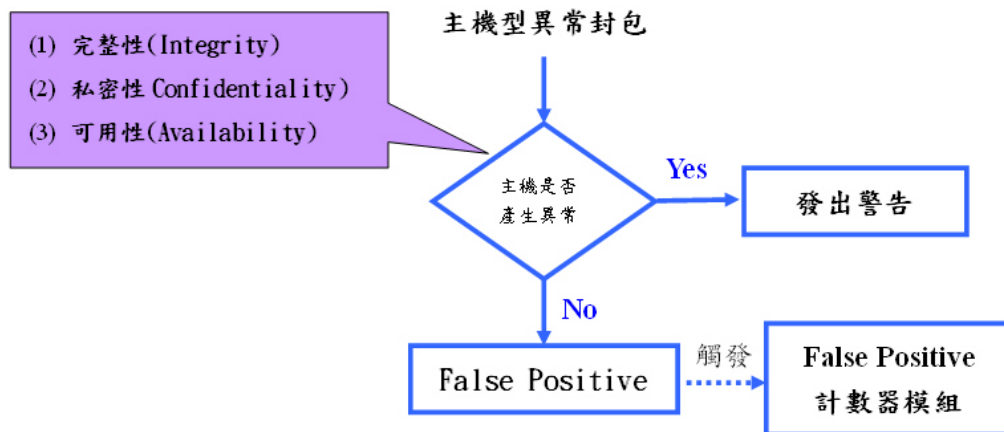 主機型異常封包
(1) 完整性(Integrity)
(2) 私密性 Confidentiality)
(3) 可用性(Availability)
主機是否
產生異常
Yes
發出警告
No
False Positive
觸發
False Positive
計數器模組